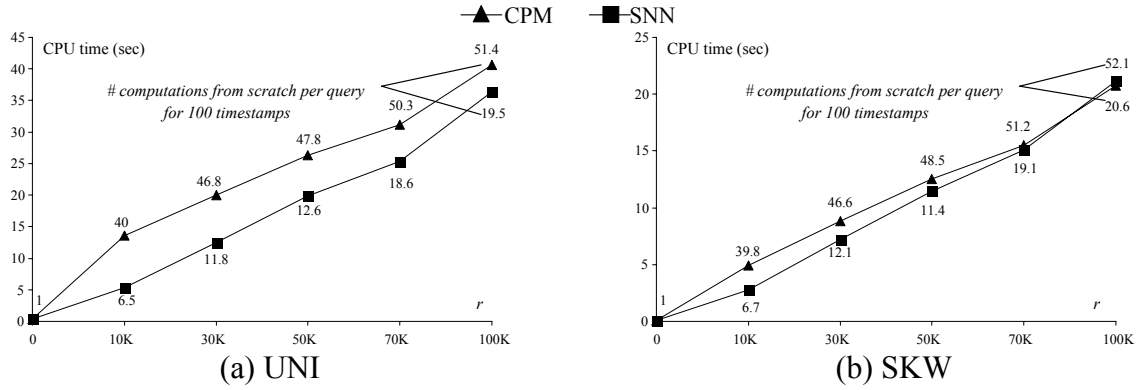 CPM SNN
45
40
35
30
25
20
15
10
5
0
CPU time (sec)
# computations from scratch per query
for 100 timestamps
51.4
50.3
47.8
46.8
40
1
19.5
18.6
12.6
11.8
6.5
r
0 10K 30K 50K 70K 100K
(a) UNI
25
20
15
10
5
0
CPU time (sec)
# computations from scratch per query
for 100 timestamps
52.1
51.2
48.5
46.6
39.8
1
20.6
19.1
11.4
12.1
6.7
r
0 10K 30K 50K 70K 100K
(b) SKW